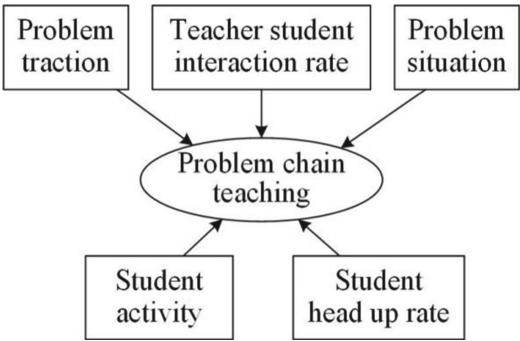 Problem
traction
Teacher student
interaction rate
Problem
situation
Problem chain
teaching
Student
activity
Student
head up rate